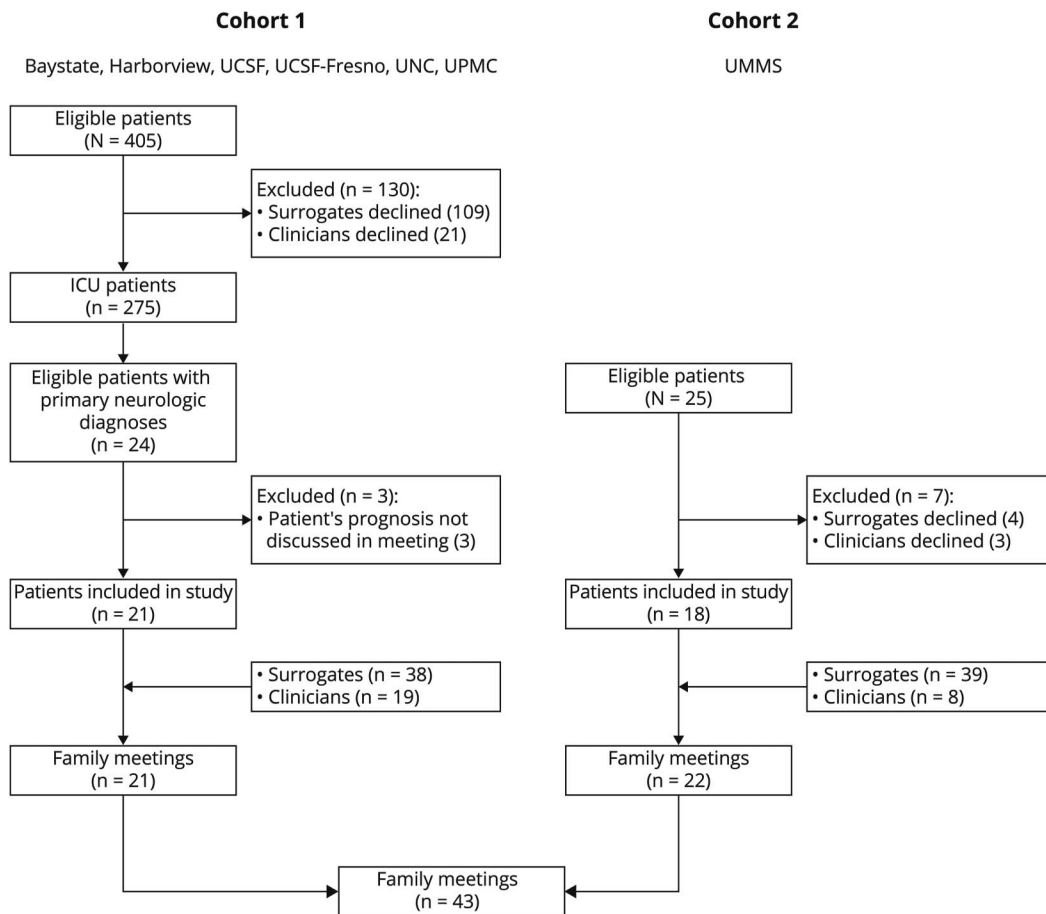 Cohort 1
Baystate, Harborview, UCSF, UCSF-Fresno, UNC, UPMC
Eligible patients
(N = 405)
Excluded (n = 130):
• Surrogates declined (109)
• Clinicians declined (21)
ICU patients
(n = 275)
Eligible patients with
primary neurologic
diagnoses
(n = 24)
Excluded (n = 3):
• Patient's prognosis not
discussed in meeting (3)
Patients included in study
(n = 21)
• Surrogates (n = 38)
• Clinicians (n = 19)
Family meetings
(n = 21)
Cohort 2
UMMS
Eligible patients
(N = 25)
Excluded (n = 7):
• Surrogates declined (4)
• Clinicians declined (3)
Patients included in study
(n = 18)
• Surrogates (n = 39)
• Clinicians (n = 8)
Family meetings
(n = 22)
Family meetings
(n = 43)